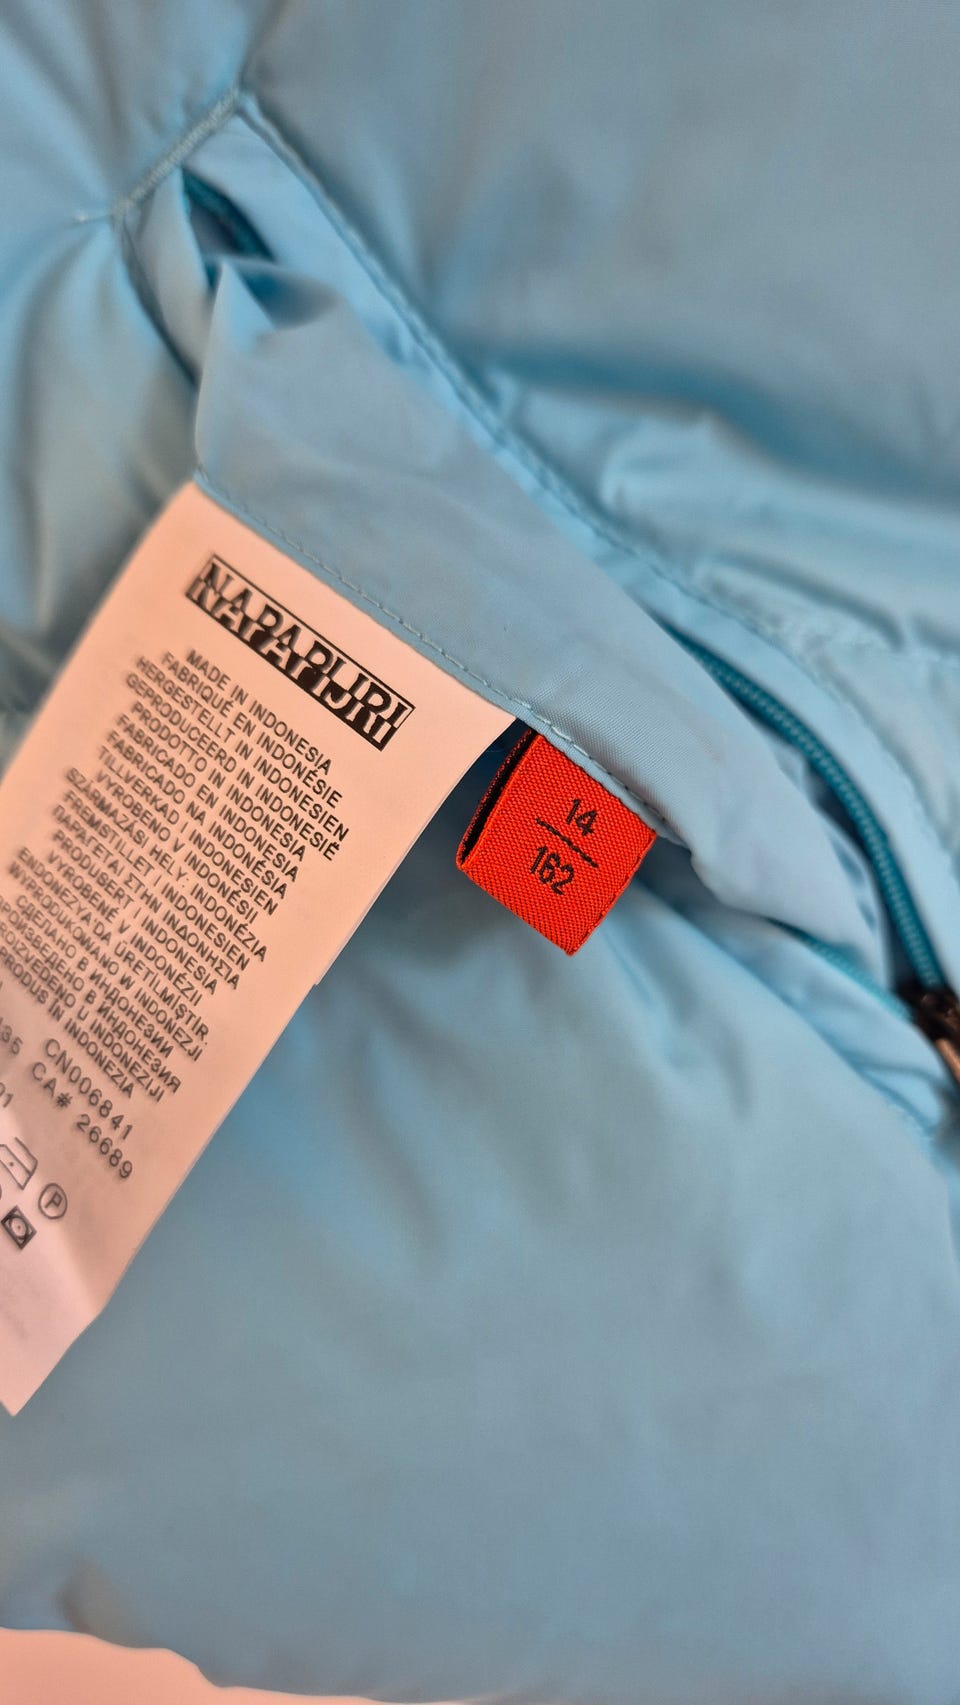 NAPAPIJRI
MADE IN INDONESIA
FABRIQUÉ EN INDONÉSIE
HERGESTELLT IN INDONESIEN
GEPRODUCEERD IN INDONESIË
PRODOTTO IN INDONESIA
FABRICADO EN INDONESIA
FABRICADO NA INDONÉSIA
TILLVERKAD I INDONESIEN
VYROBENO V INDONÉSII
SZÁRMAZÁSI HELY: INDONÉZIA
FREMSTILLET I INDONESIEN
ΠΑΡΑΓΕΤΑΙ ΣΤΗΝ ΙΝΔΟΝΗΣΙΑ
PRODUSERT I INDONESIA
VYROBENÉ V INDONÉZII
ENDONEZYA'DA ÜRETILMIŞTIR.
WYPRODUKOWANO W INDONEZJI
СДЕЛАНО В ИНДОНЕЗИИ
ПРОИЗВЕДЕНО В ИНДОНЕЗИЯ
PROIZVEDENO U INDONEZIJI
PRODUS ÎN INDONEZIA
CN006841
CA# 26689
P
14
162